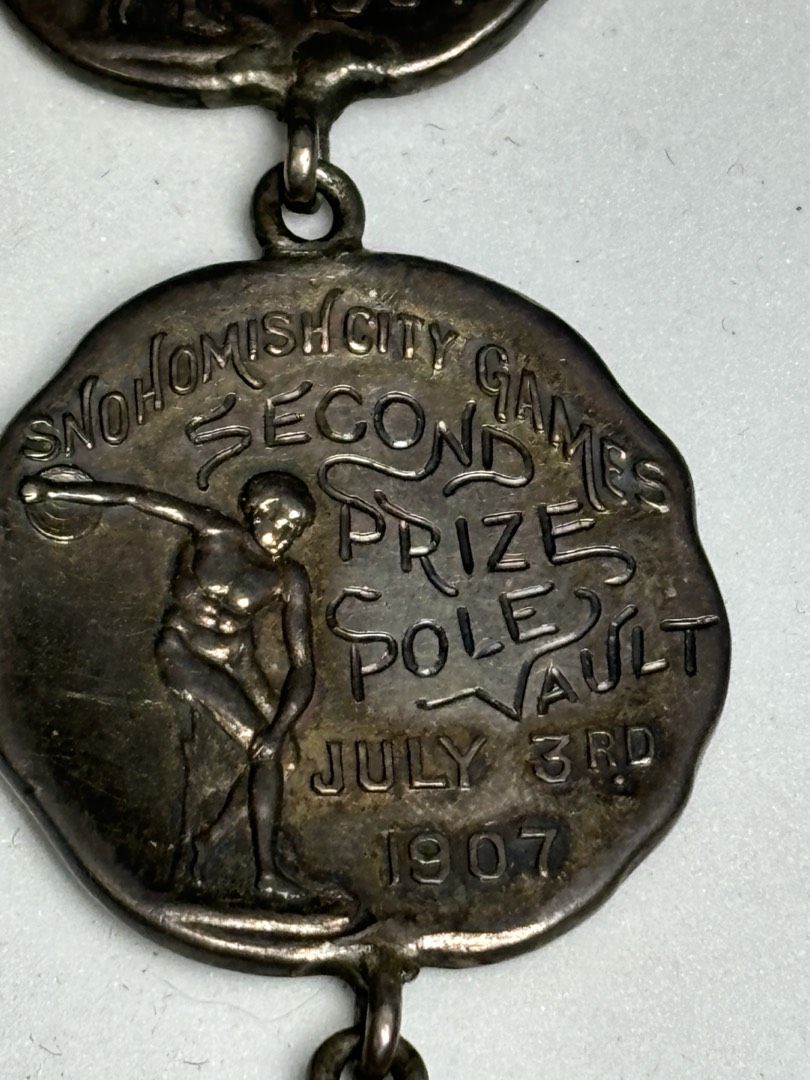 SNOHOMISH CITY GAMES
SECOND
PRIZE
POLE
VAULT
JULY 3RD
1907